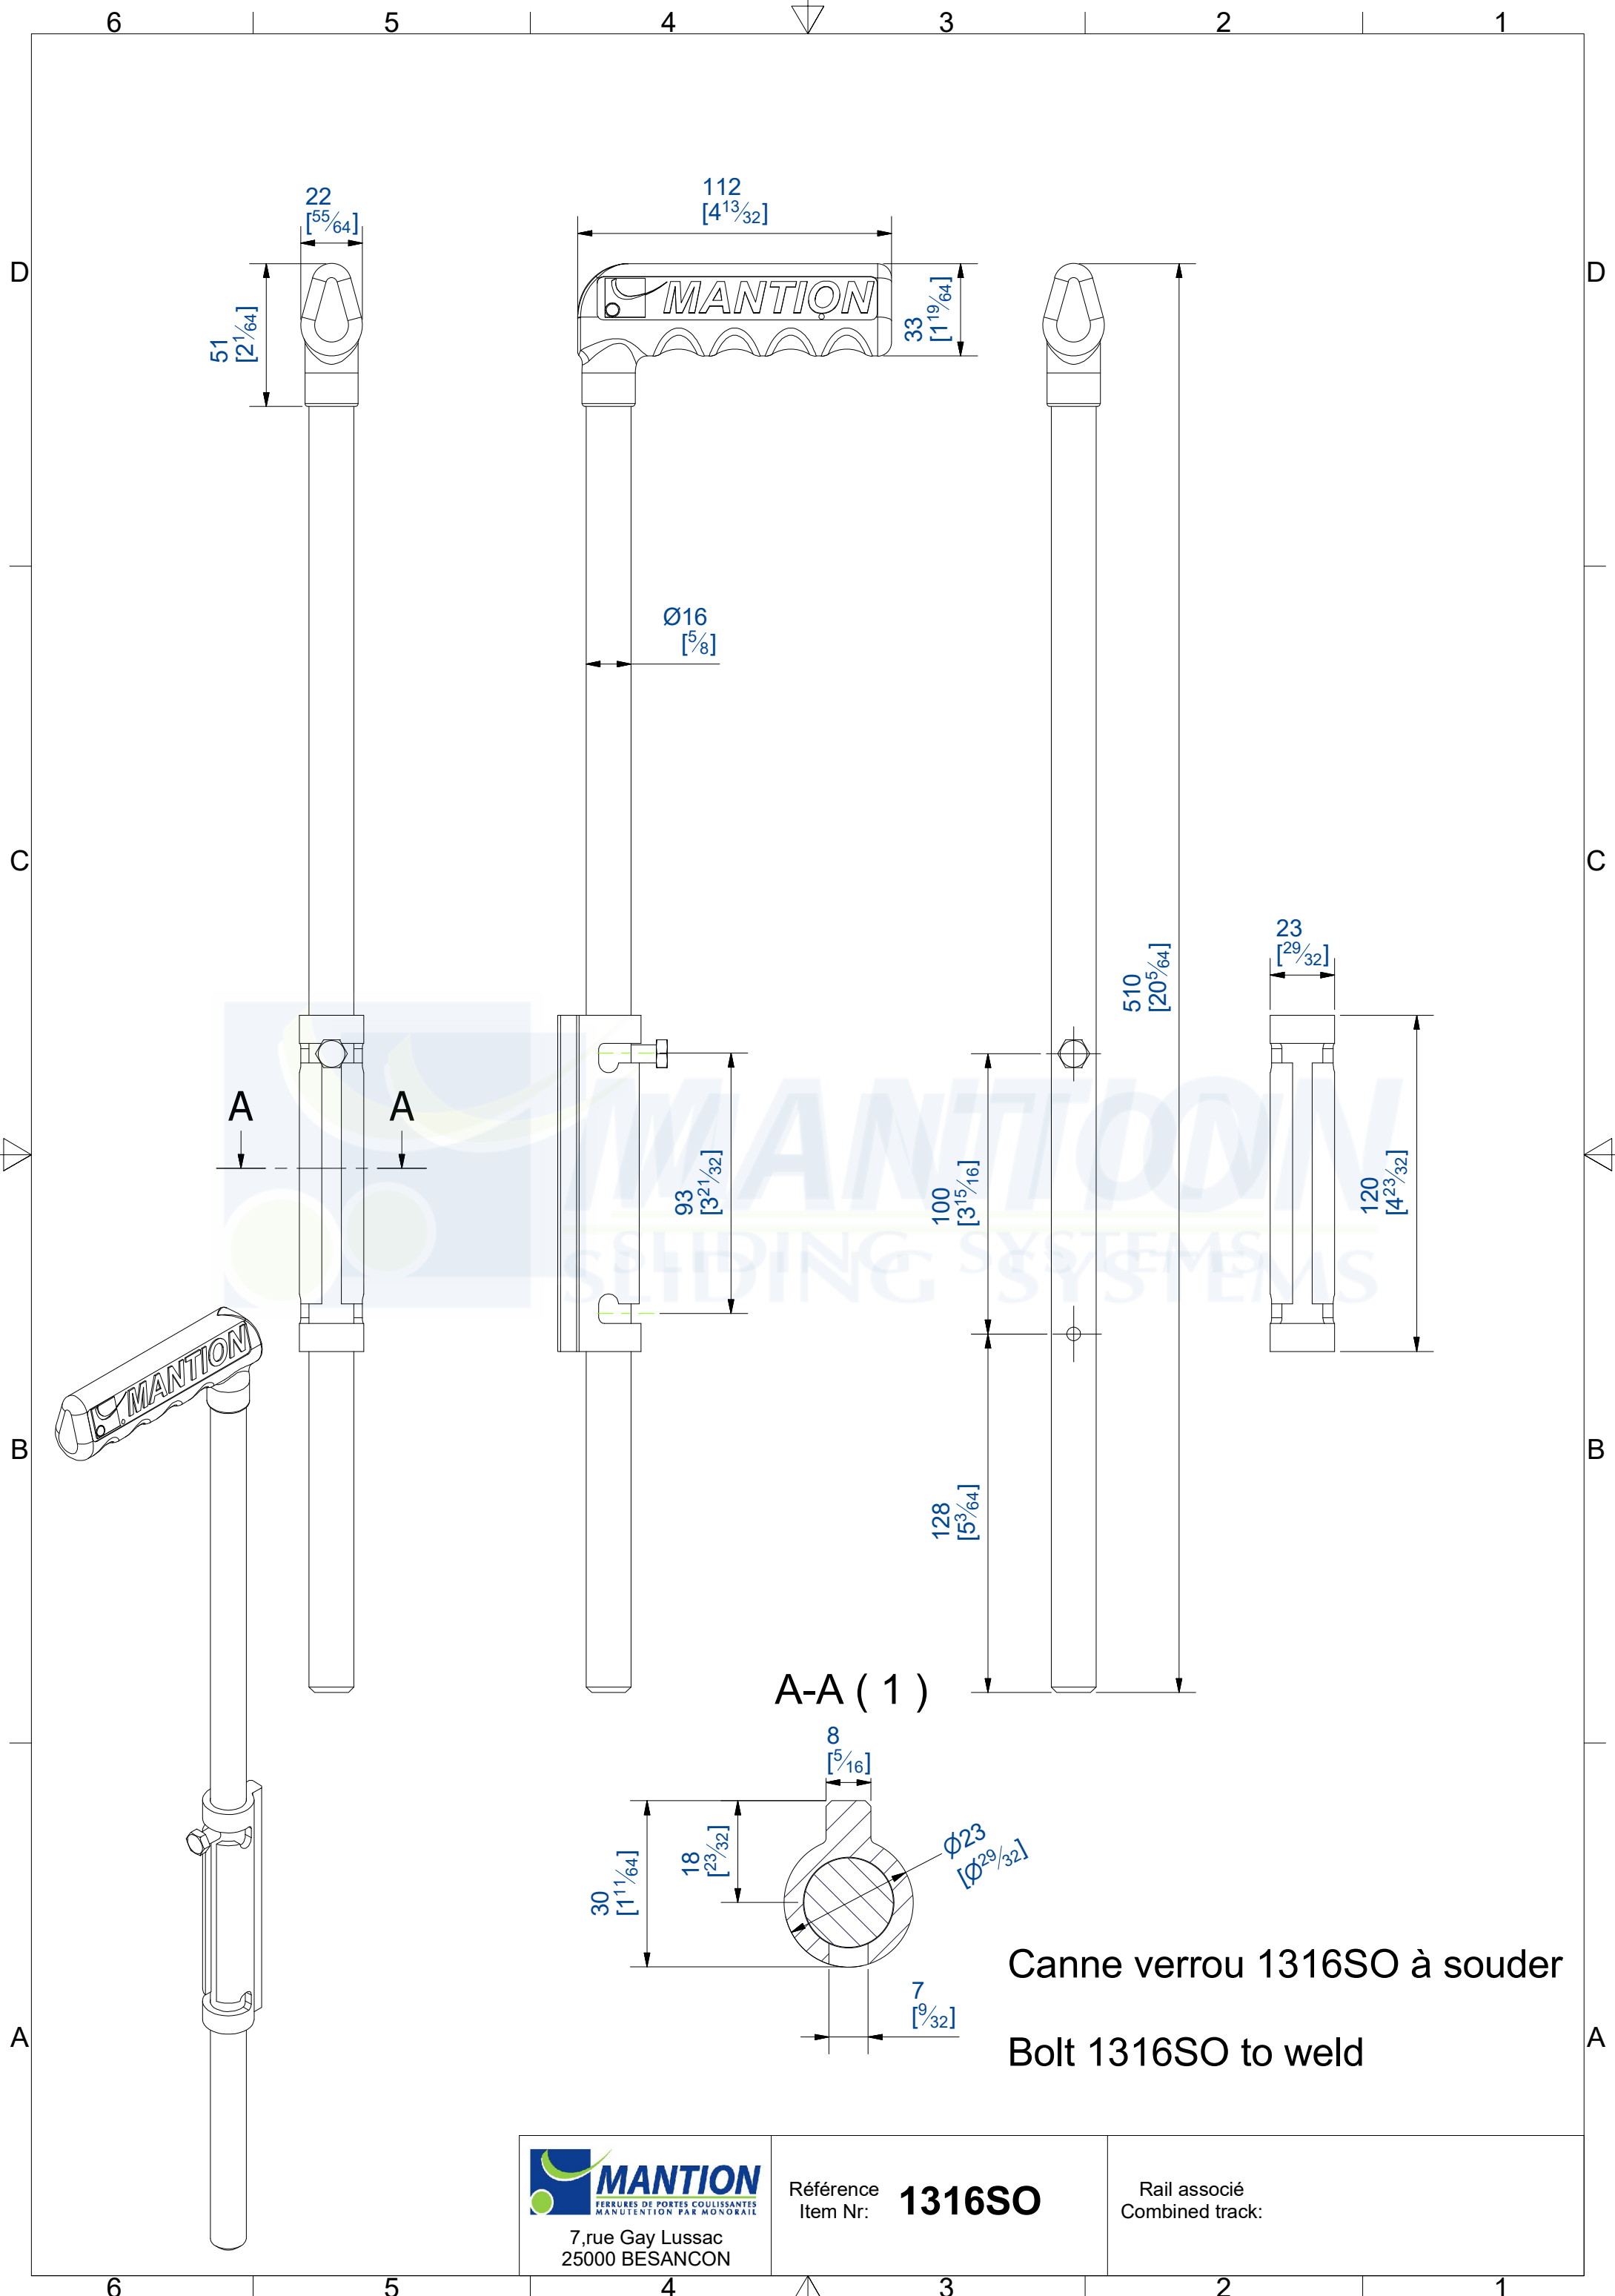 6 5 4 3 2 1
D D
C C
B B
A A
22
[55⁄64]
112
[4 13⁄32]
51
[2 1⁄64]
MANTION
33
[1 19⁄64]
Ø16
[5⁄8]
23
[29⁄32]
510
[20 5⁄64]
A A
93
[3 21⁄32]
100
[3 15⁄16]
120
[4 23⁄32]
MANTION
SLIDING SYSTEMS
MANTION
128
[5 3⁄64]
A-A ( 1 )
8
[5⁄16]
30
[1 11⁄64]
18
[23⁄32]
Ø23
[Ø29⁄32]
7
[9⁄32]
Canne verrou 1316SO à souder
Bolt 1316SO to weld
MANTION
FERRURES DE PORTES COULISSANTES
MANUTENTION PAR MONORAIL
7,rue Gay Lussac
25000 BESANCON
Référence
Item Nr:
1316SO
Rail associé
Combined track:
6 5 4 3 2 1